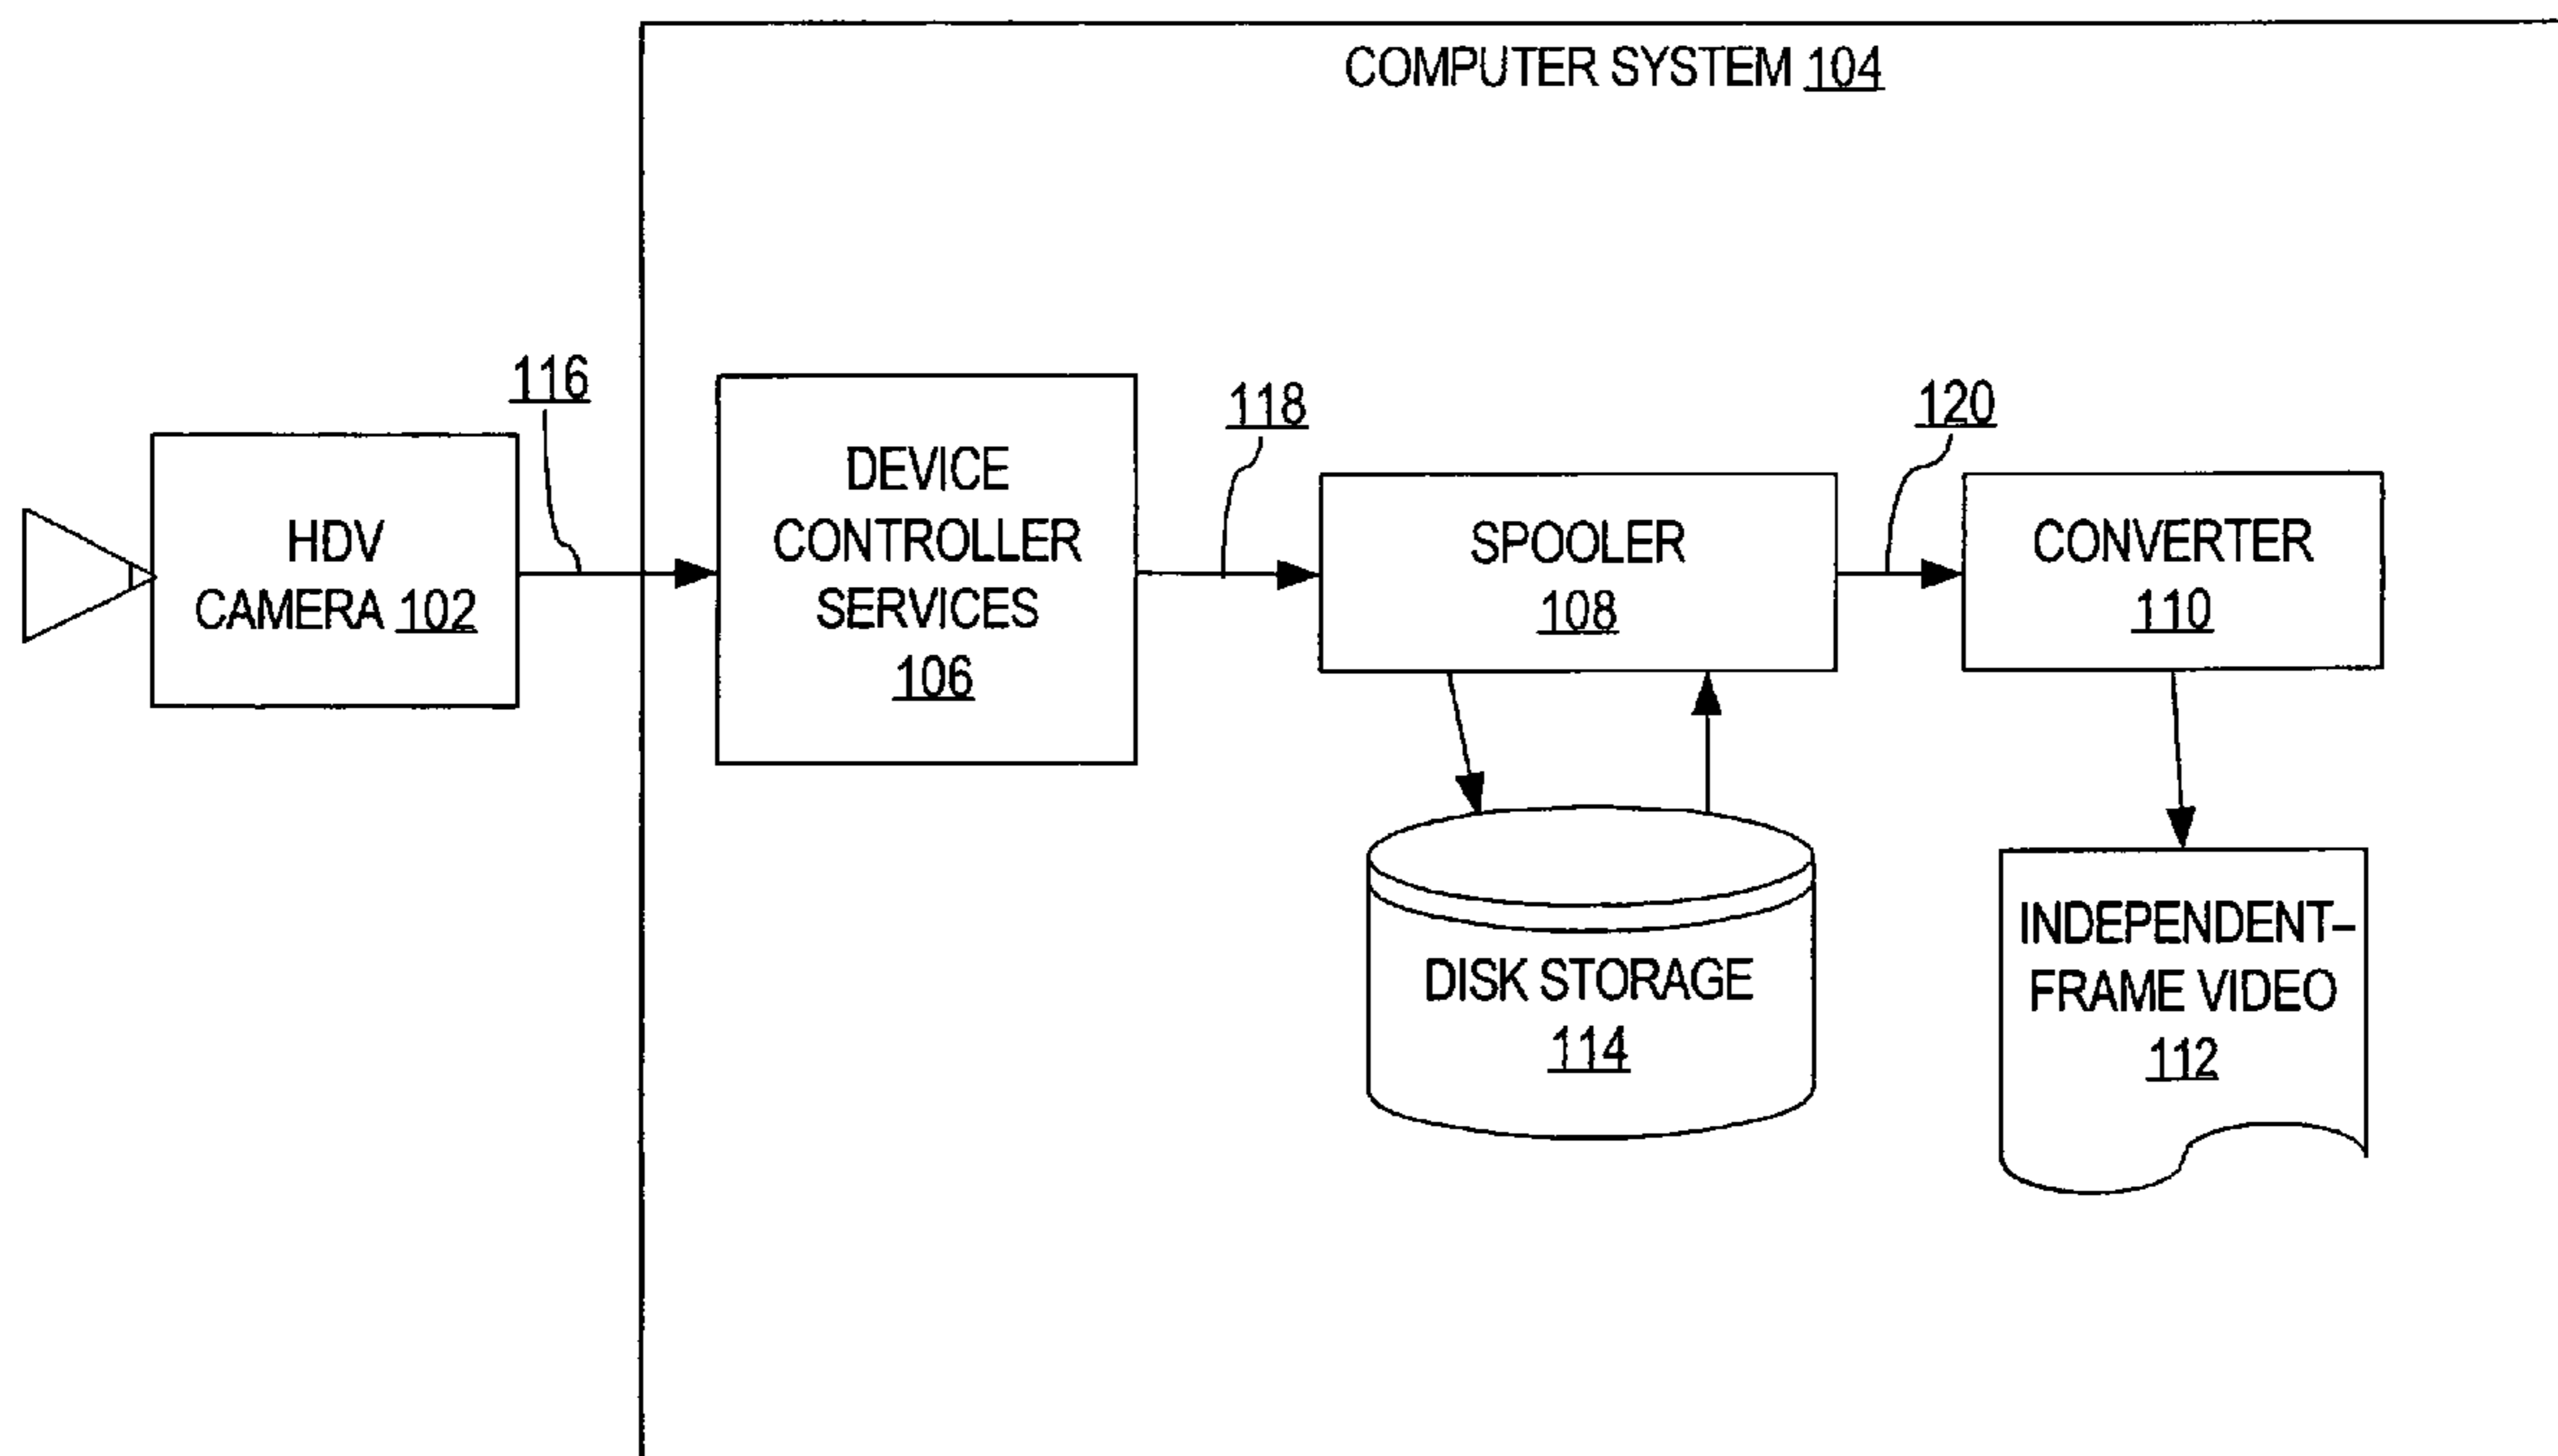 COMPUTER SYSTEM 104
116
118
120
HDV
CAMERA 102
DEVICE
CONTROLLER
SERVICES
106
SPOOLER
108
CONVERTER
110
DISK STORAGE
114
INDEPENDENT–
FRAME VIDEO
112